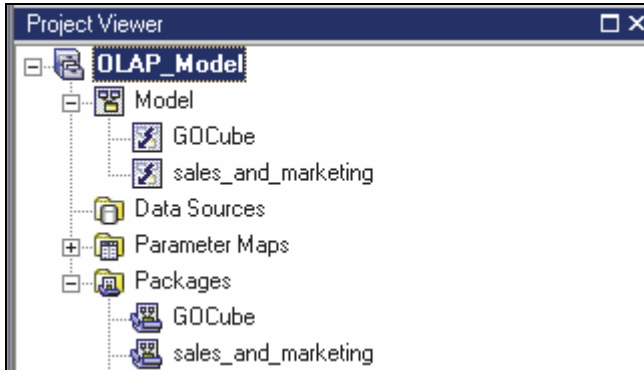 Project Viewer
OLAP_Model
Model
GOCube
sales_and_marketing
Data Sources
Parameter Maps
Packages
GOCube
sales_and_marketing